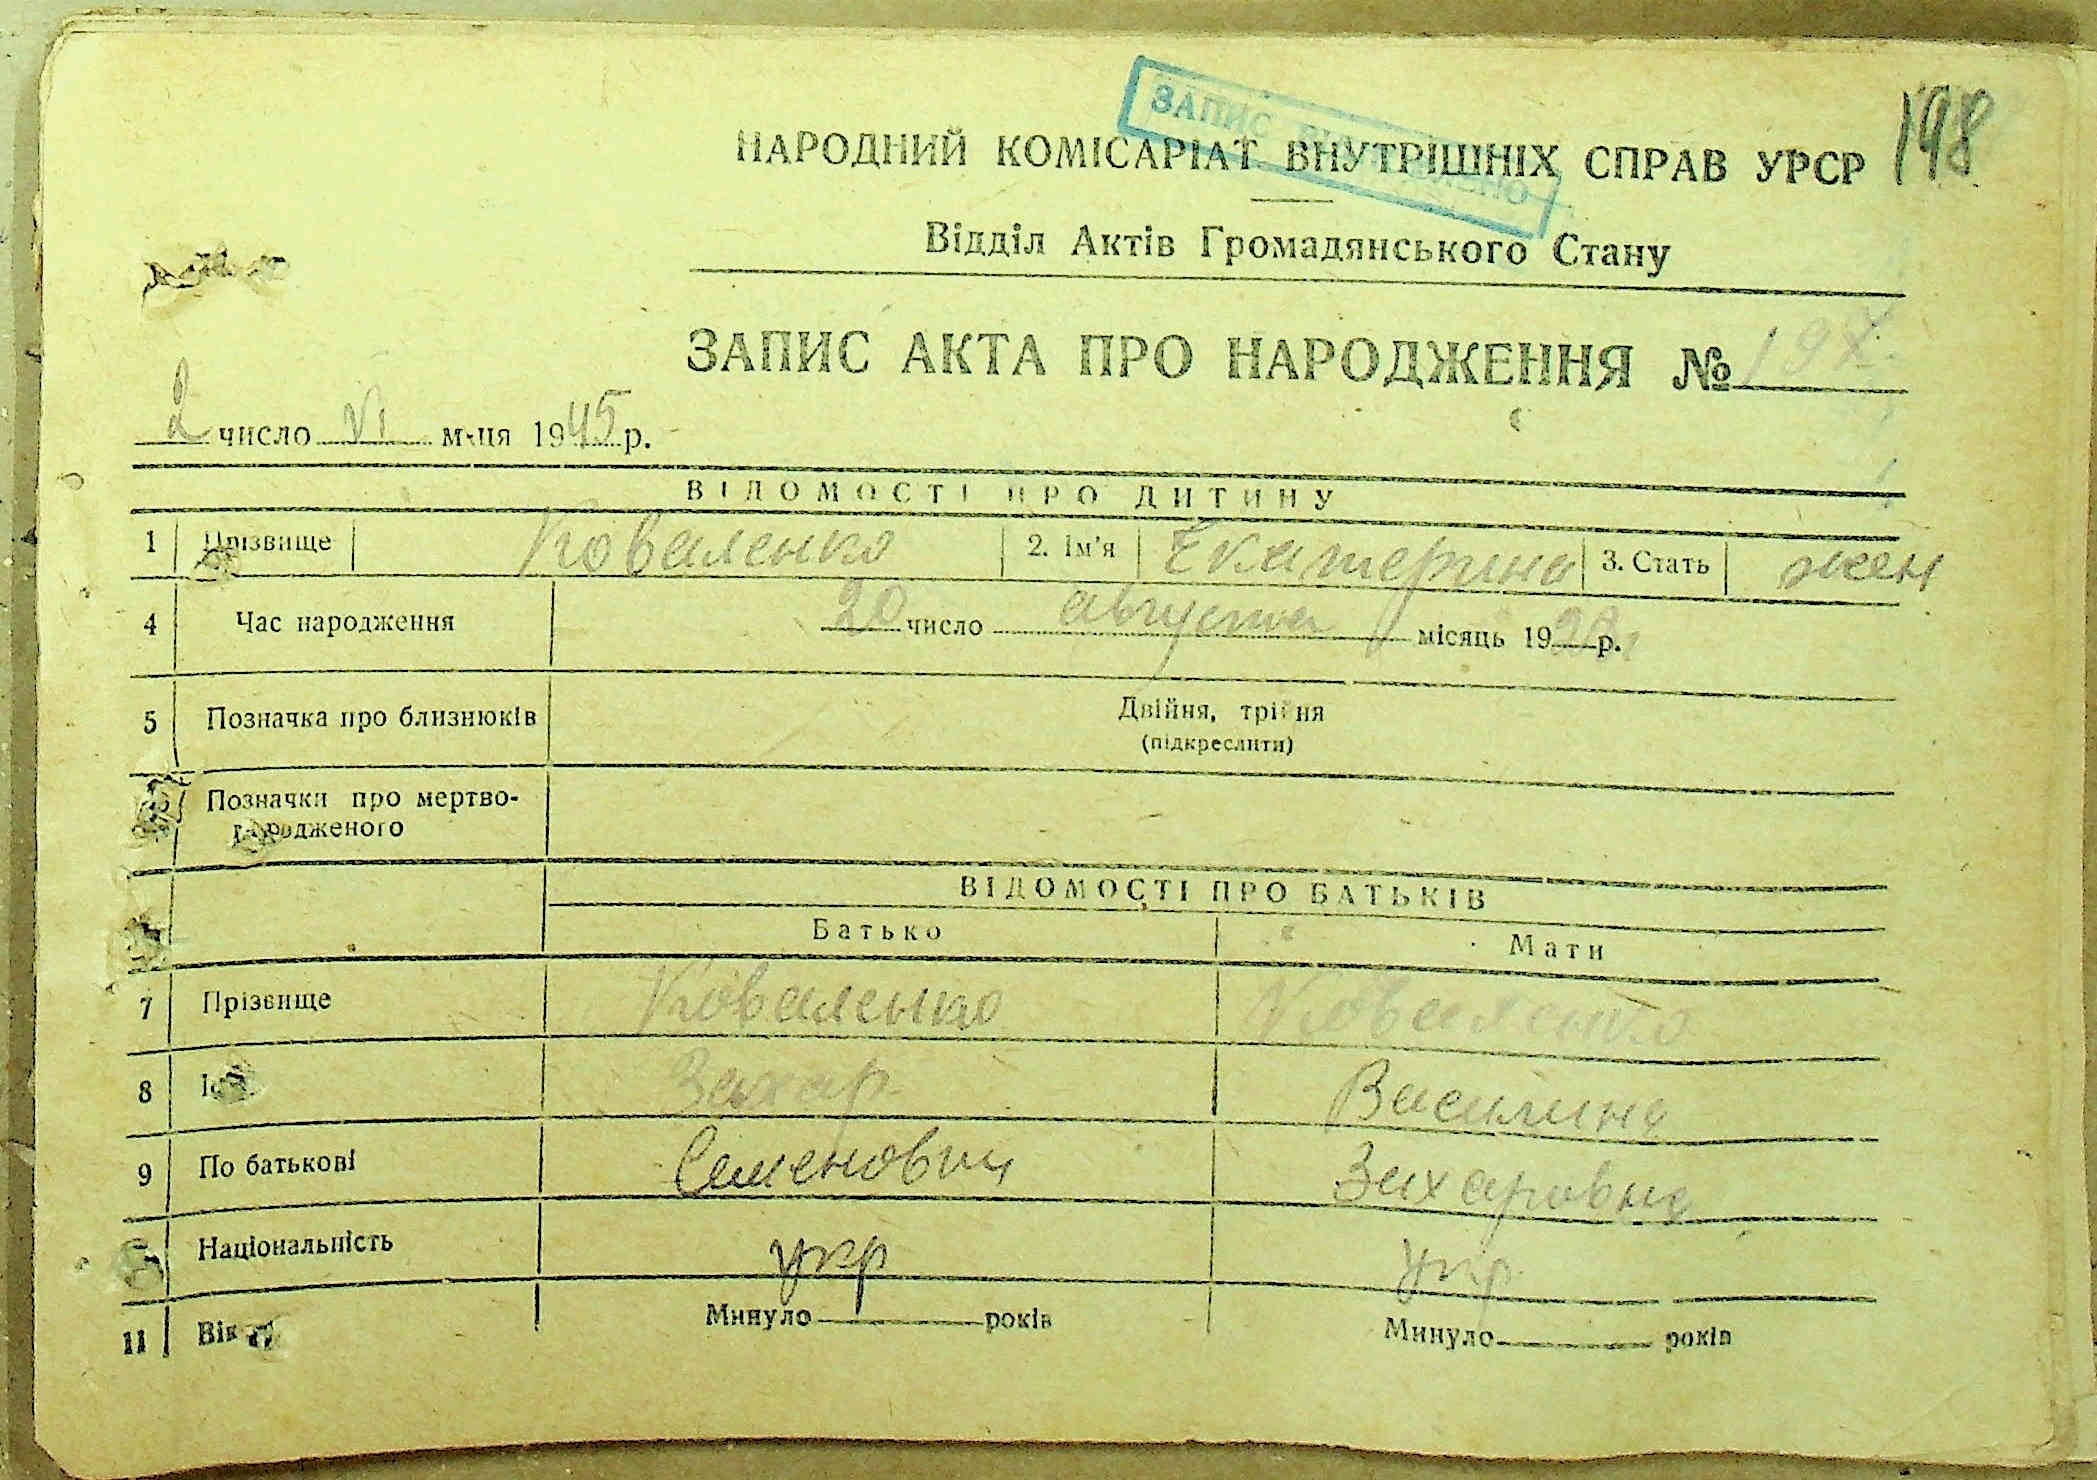 ЗАПИС
198
НАРОДНИЙ КОМІСАРІАТ ВНУТРІШНІХ СПРАВ УРСР
Відділ Актів Громадянського Стану
ЗАПИС АКТА ПРО НАРОДЖЕННЯ № 197
2 число VI м-ця 1945 р.
ВІДОМОСТІ ПРО ДИТИНУ
1 Прізвище Коваленко 2. Ім'я Екатерина 3. Стать жен
4 Час народження 20 число августа місяць 19 р.
5 Позначка про близнюків Двійня, трійня
(підкреслити)
Позначки про мертво-
народженого
ВІДОМОСТІ ПРО БАТЬКІВ
Батько Мати
7 Прізвище Коваленко Коваленко
8 Захар Василина
9 По батькові Семенович Захаровна
Національність укр укр
11 Вік Минуло років Минуло років